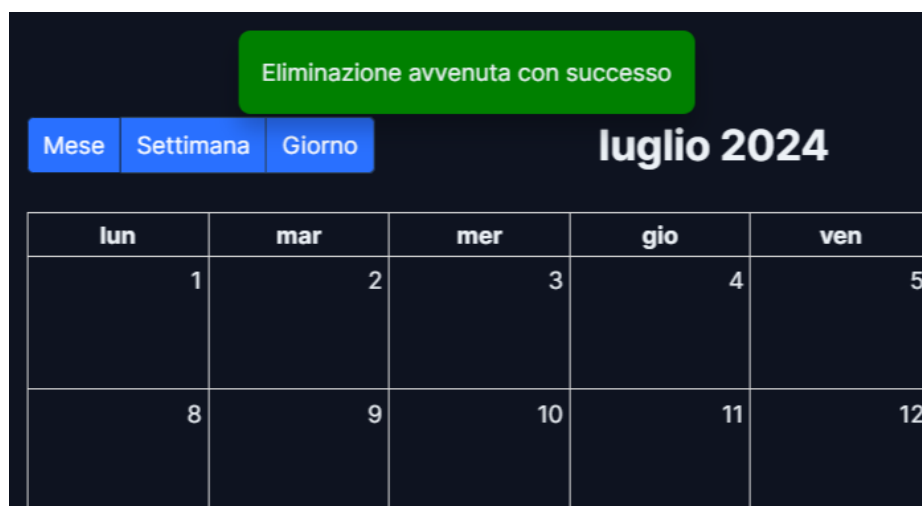 Eliminazione avvenuta con successo
Mese Settimana Giorno luglio 2024
lun mar mer gio ven
1 2 3 4 5
8 9 10 11 12